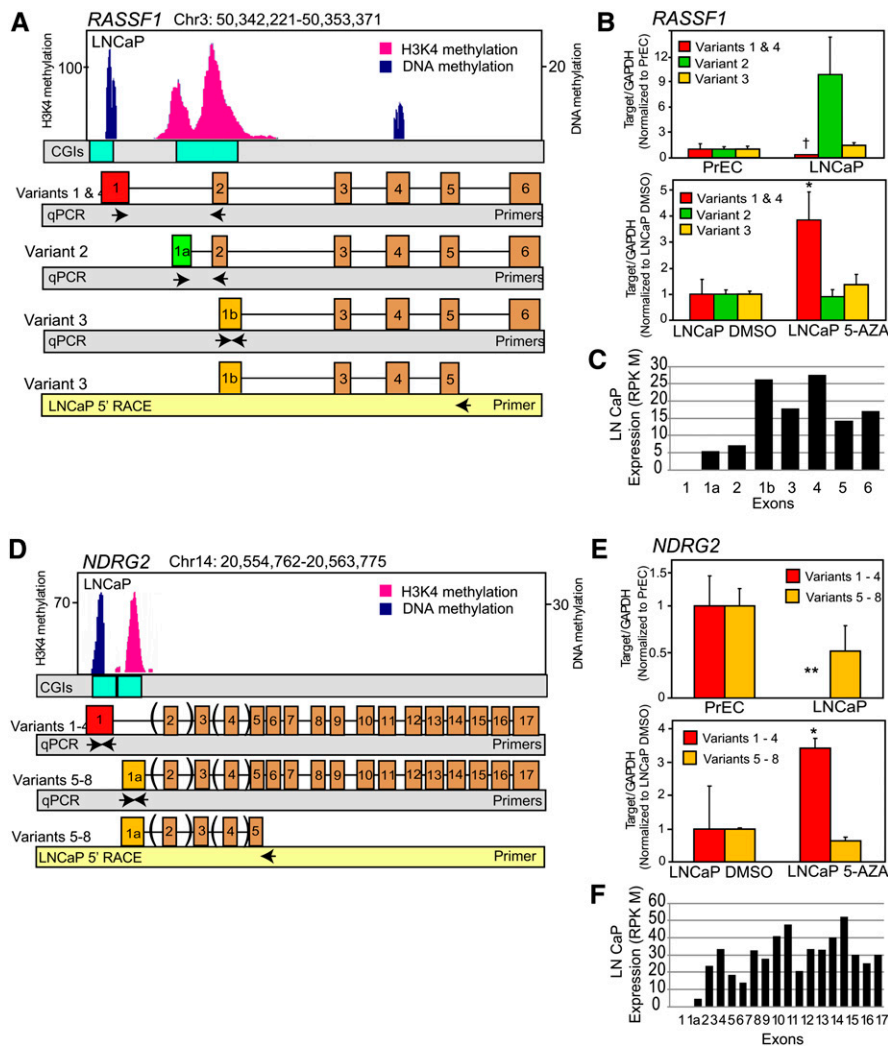 A
RASSF1 Chr3: 50,342,221-50,353,371
LNCaP
H3K4 methylation
DNA methylation
H3K4 methylation
100
20
DNA methylation
CGIs
Variants 1 & 4
1 2 3 4 5 6
qPCR Primers
Variant 2
1a 2 3 4 5 6
qPCR Primers
Variant 3
1b 3 4 5 6
qPCR Primers
Variant 3
1b 3 4 5
LNCaP 5' RACE Primer
B
RASSF1
Target/GAPDH
(Normalized to PrEC)
12
9
6
3
0
Variants 1 & 4
Variant 2
Variant 3
†
PrEC LNCaP
Target/GAPDH
(Normalized to LNCaP DMSO)
5
4
3
2
1
0
Variants 1 & 4
Variant 2
Variant 3
*
LNCaP DMSO LNCaP 5-AZA
C
LN CaP
Expression (RPK M)
30
25
20
15
10
5
0
1 1a 2 1b 3 4 5 6
Exons
D
NDRG2 Chr14: 20,554,762-20,563,775
LNCaP
H3K4 methylation
DNA methylation
H3K4 methylation
70
30
DNA methylation
CGIs
Variants 1-4
1 ( 2 ) 3 ( 4 ) 5 6 7 8 9 10 11 12 13 14 15 16 17
qPCR Primers
Variants 5-8
1a ( 2 ) 3 ( 4 ) 5 6 7 8 9 10 11 12 13 14 15 16 17
qPCR Primers
Variants 5-8
1a ( 2 ) 3 ( 4 ) 5
LNCaP 5' RACE Primer
E
NDRG2
Target/GAPDH
(Normalized to PrEC)
1.5
1
0.5
0
Variants 1 - 4
Variants 5 - 8
**
PrEC LNCaP
Target/GAPDH
(Normalized to LNCaP DMSO)
4
2
1
0
Variants 1 - 4
Variants 5 - 8
*
LNCaP DMSO LNCaP 5-AZA
F
LN CaP
Expression (RPK M)
60
50
40
30
20
10
0
1 1a 2 3 4 5 6 7 8 9 10 11 12 13 14 15 16 17
Exons